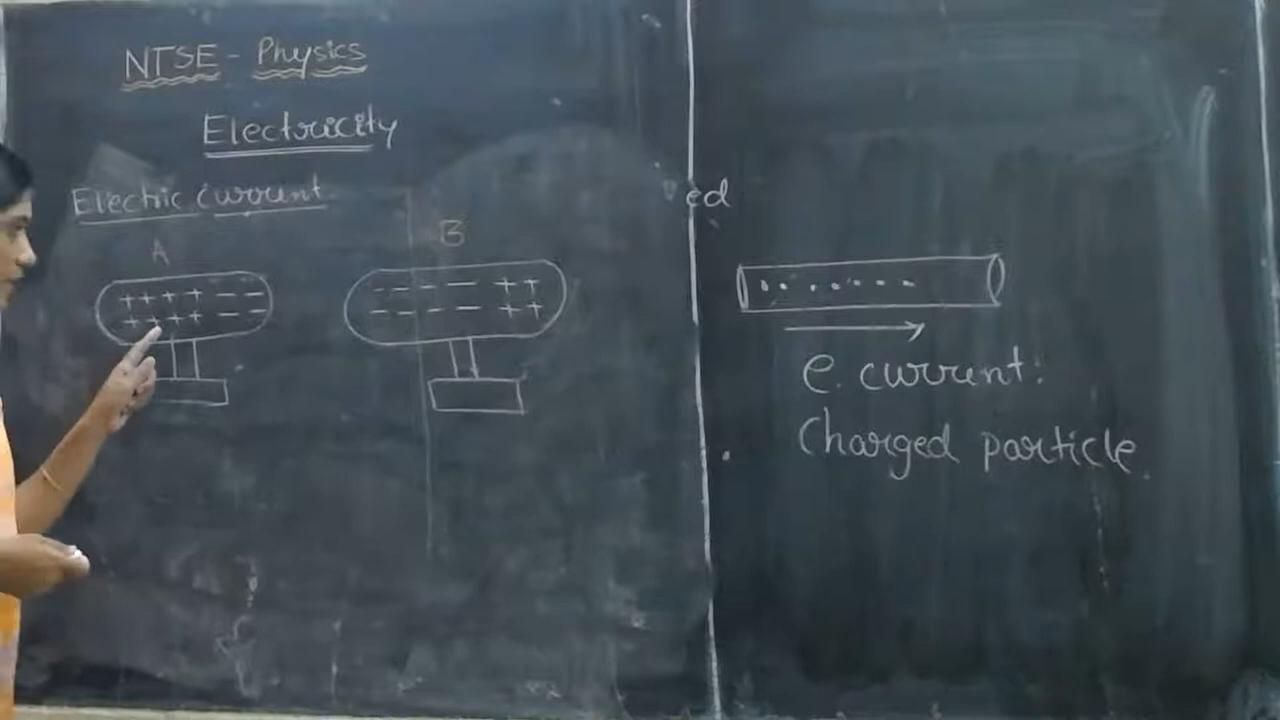 NTSE - Physics
Electricity
Electric current
A
B
++++ – –
++++ – –
– – – – ++
– – – – ++
ed
e. current:
Charged particle.